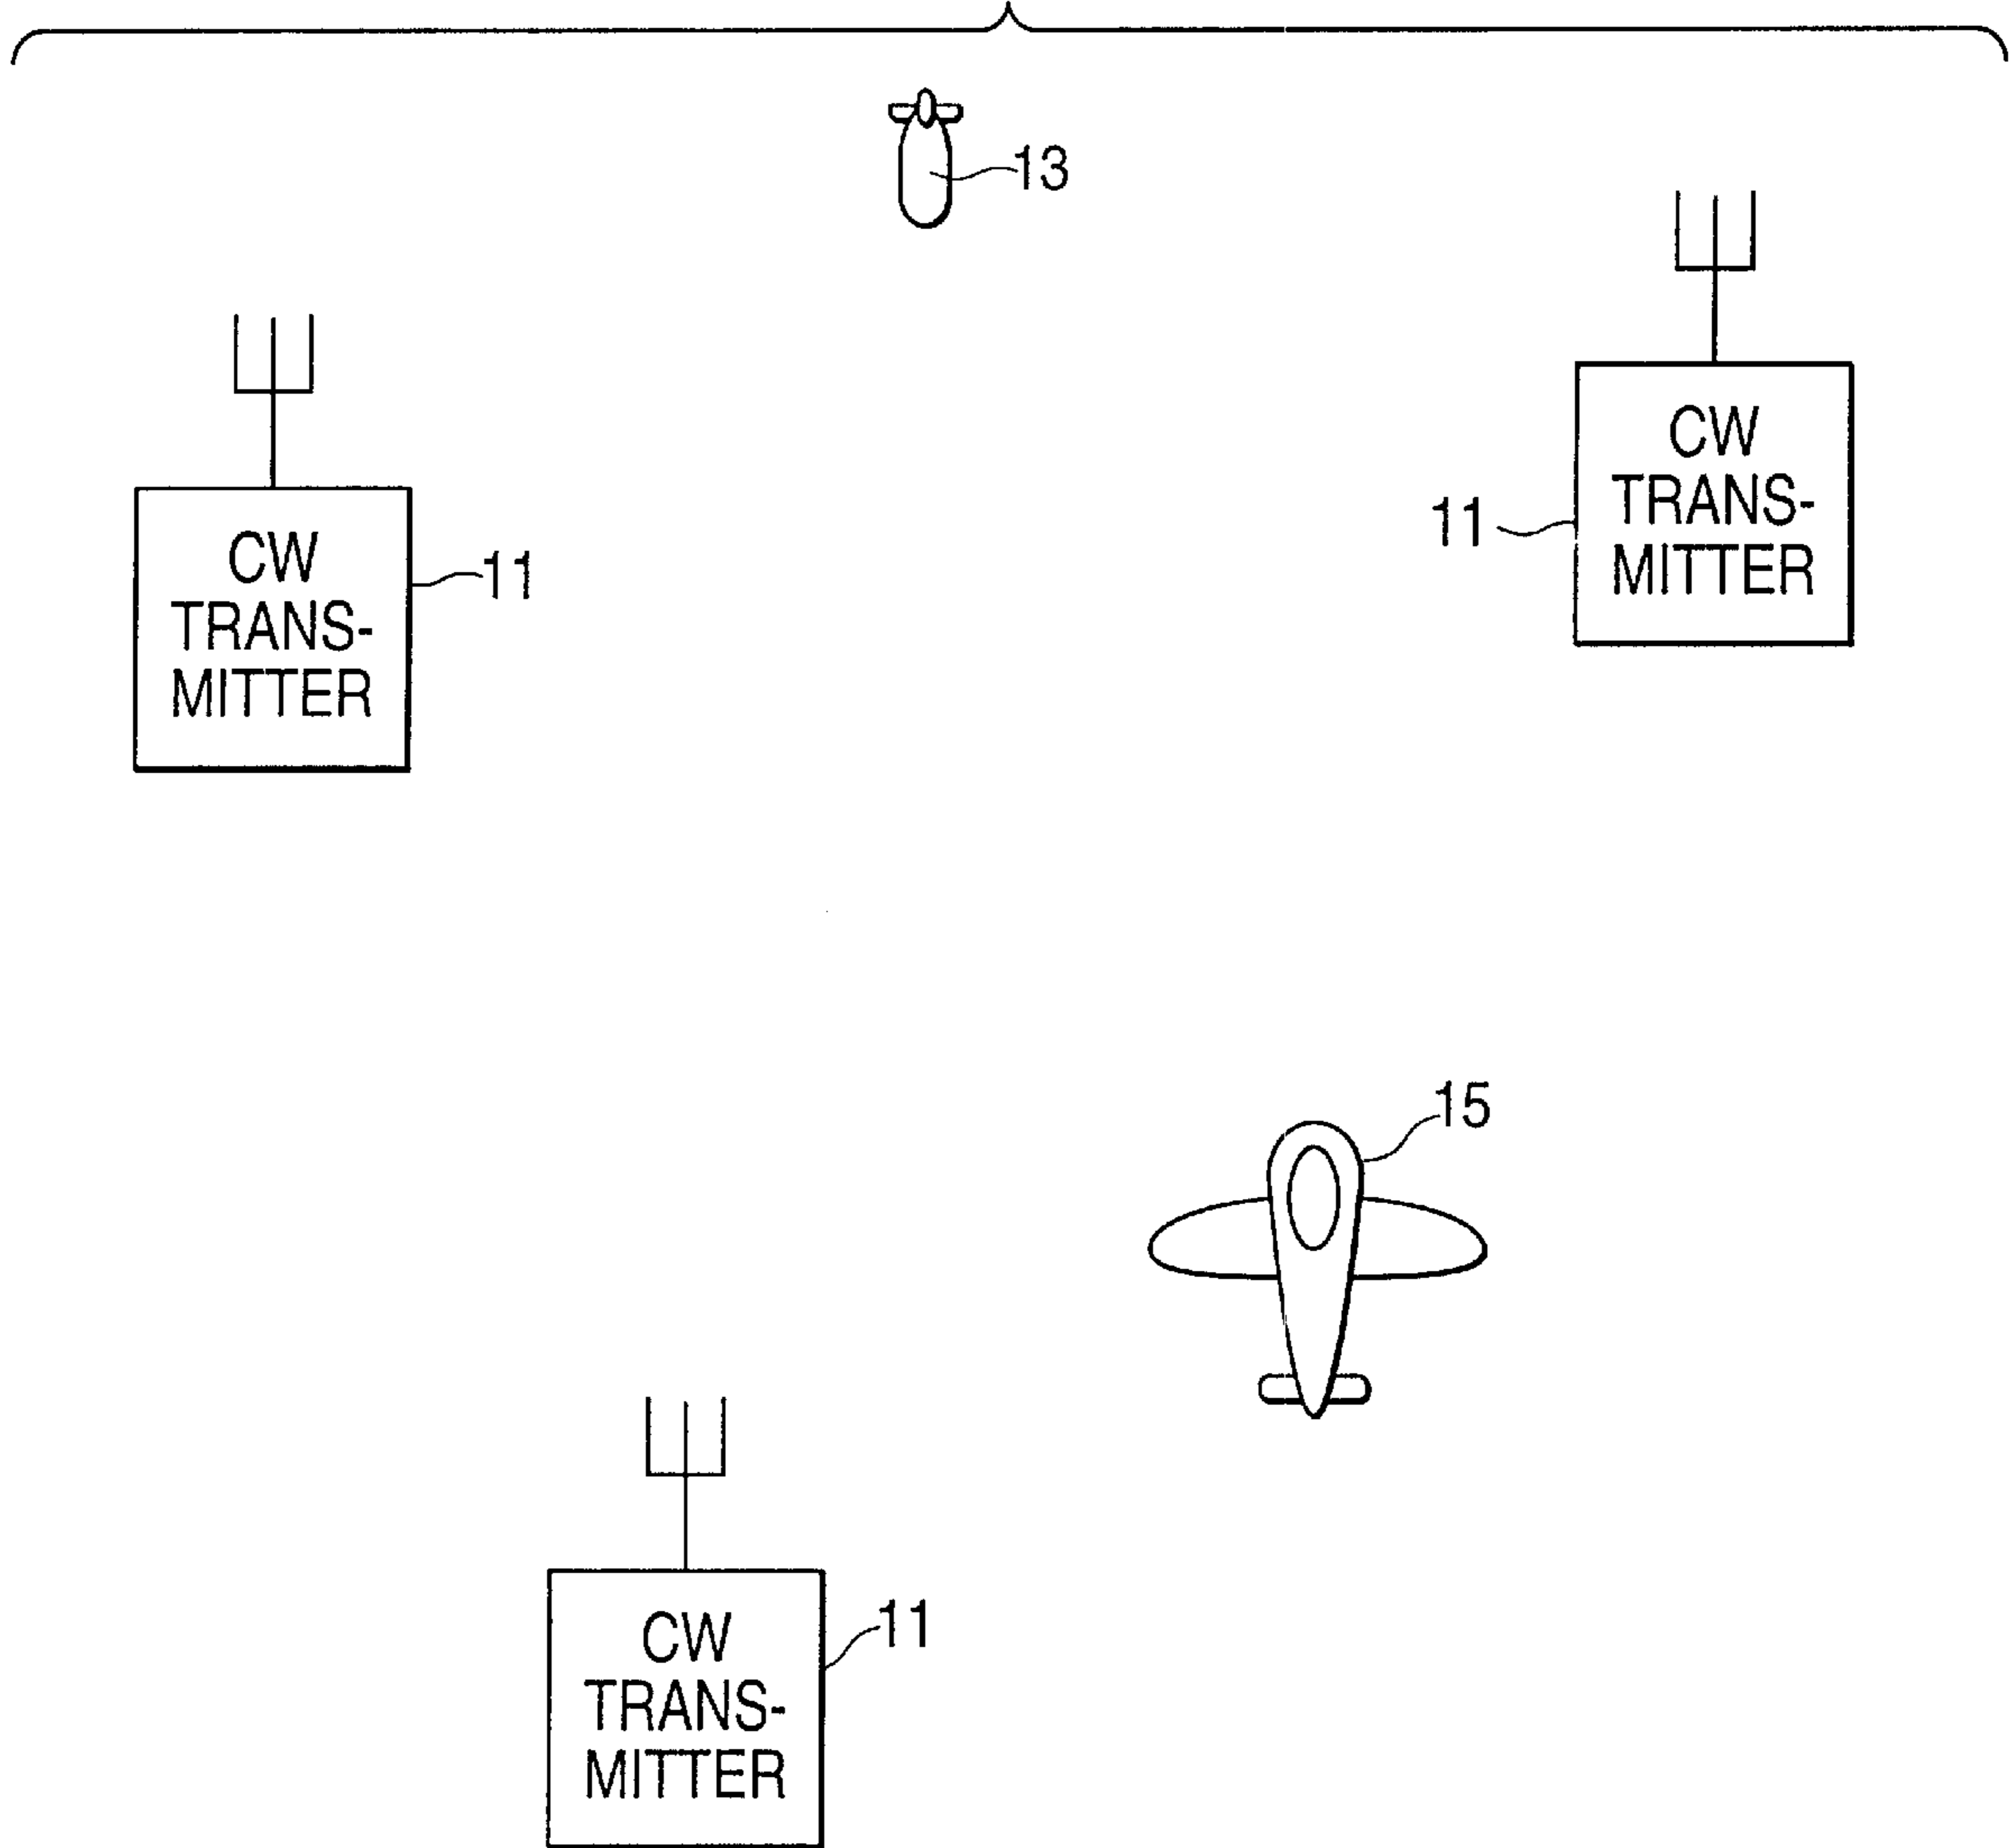 13
CW
TRANS-
MITTER
11
11
CW
TRANS-
MITTER
15
CW
TRANS-
MITTER
11